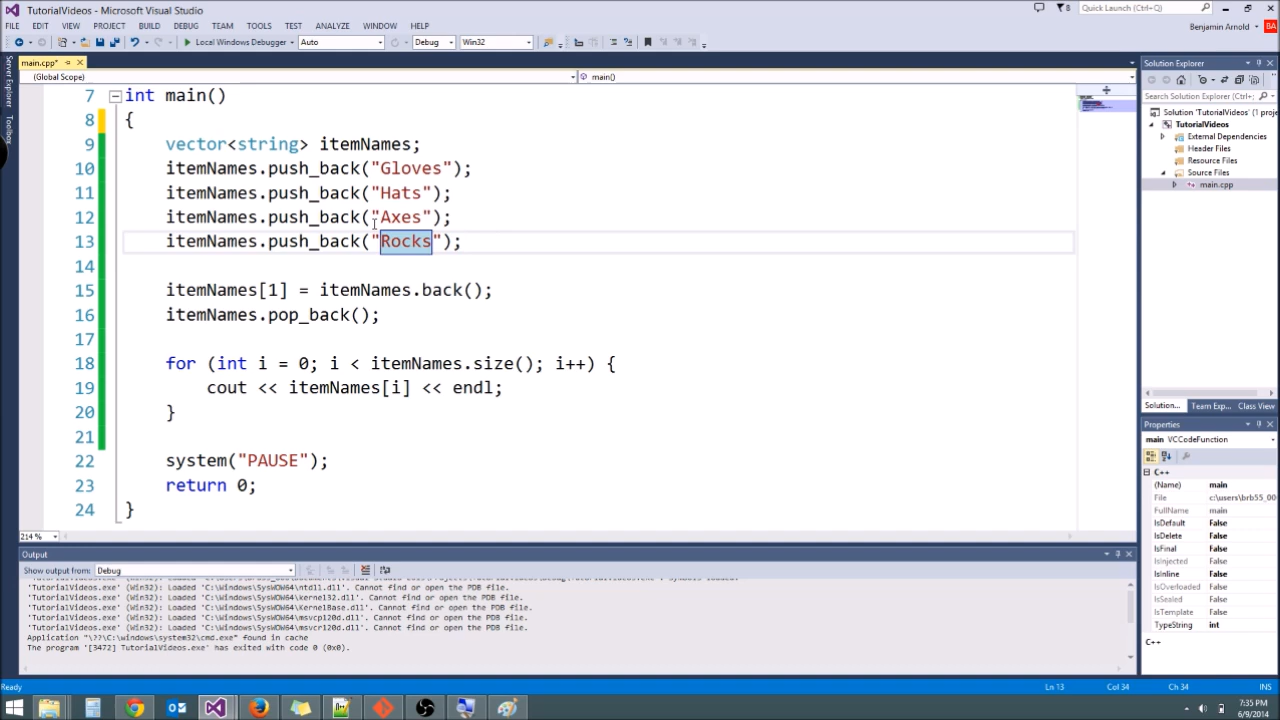 TutorialVideos - Microsoft Visual Studio
Quick Launch (Ctrl+Q)
FILE EDIT VIEW PROJECT BUILD DEBUG TEAM TOOLS TEST ANALYZE WINDOW HELP
Benjamin Arnold BA
Local Windows Debugger Auto Debug Win32
main.cpp*
(Global Scope) main()
Server Explorer
Toolbox
7 int main()
8 {
9 vector<string> itemNames;
10 itemNames.push_back("Gloves");
11 itemNames.push_back("Hats");
12 itemNames.push_back("Axes");
13 itemNames.push_back("Rocks");
14
15 itemNames[1] = itemNames.back();
16 itemNames.pop_back();
17
18 for (int i = 0; i < itemNames.size(); i++) {
19 cout << itemNames[i] << endl;
20 }
21
22 system("PAUSE");
23 return 0;
24 }
214 %
Output
Show output from: Debug
'TutorialVideos.exe' (Win32): Loaded 'C:\Windows\SysWOW64\ntdll.dll'. Cannot find or open the PDB file.
'TutorialVideos.exe' (Win32): Loaded 'C:\Windows\SysWOW64\kernel32.dll'. Cannot find or open the PDB file.
'TutorialVideos.exe' (Win32): Loaded 'C:\Windows\SysWOW64\KernelBase.dll'. Cannot find or open the PDB file.
'TutorialVideos.exe' (Win32): Loaded 'C:\Windows\SysWOW64\msvcp120d.dll'. Cannot find or open the PDB file.
'TutorialVideos.exe' (Win32): Loaded 'C:\Windows\SysWOW64\msvcr120d.dll'. Cannot find or open the PDB file.
Application "\??\C:\windows\system32\cmd.exe" found in cache
The program '[3472] TutorialVideos.exe' has exited with code 0 (0x0).
Solution Explorer
Search Solution Explorer (Ctrl+;
Solution 'TutorialVideos' (1 proj
TutorialVideos
External Dependencies
Header Files
Resource Files
Source Files
main.cpp
Solution... Team Exp... Class View
Properties
main VCCodeFunction
C++
(Name) main
File c:\users\brb55_00
FullName main
IsDefault False
IsDelete False
IsFinal False
IsInjected False
IsInline False
IsOverloaded False
IsSealed False
IsTemplate False
TypeString int
C++
Ready
Ln 13 Col 34 Ch 34 INS
7:35 PM
6/9/2014